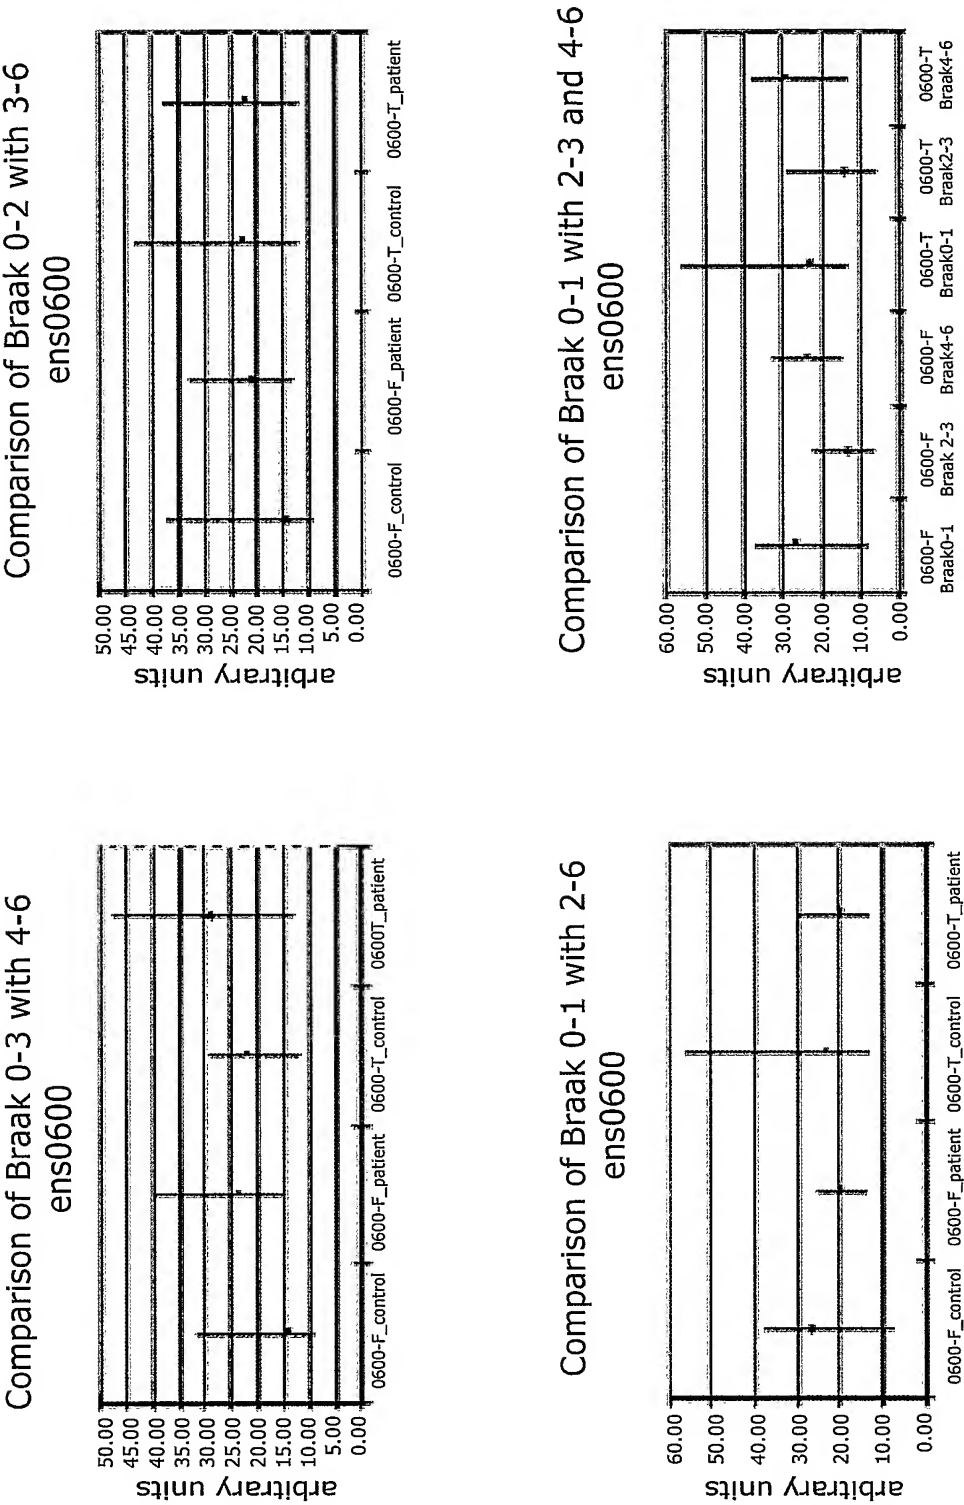 Comparison of Braak 0-3 with 4-6
ens0600
50.00
45.00
40.00
35.00
30.00
25.00
20.00
15.00
10.00
5.00
0.00
arbitrary units
0600-F_control
0600-F_patient
0600-T_control
0600T_patient
Comparison of Braak 0-2 with 3-6
ens0600
50.00
45.00
40.00
35.00
30.00
25.00
20.00
15.00
10.00
5.00
0.00
arbitrary units
0600-F_control
0600-F_patient
0600-T_control
0600-T_patient
Comparison of Braak 0-1 with 2-6
ens0600
60.00
50.00
40.00
30.00
20.00
10.00
0.00
arbitrary units
0600-F_control
0600-F_patient
0600-T_control
0600-T_patient
Comparison of Braak 0-1 with 2-3 and 4-6
ens0600
60.00
50.00
40.00
30.00
20.00
10.00
0.00
arbitrary units
0600-F
Braak0-1
0600-F
Braak 2-3
0600-F
Braak4-6
0600-T
Braak0-1
0600-T
Braak2-3
0600-T
Braak4-6